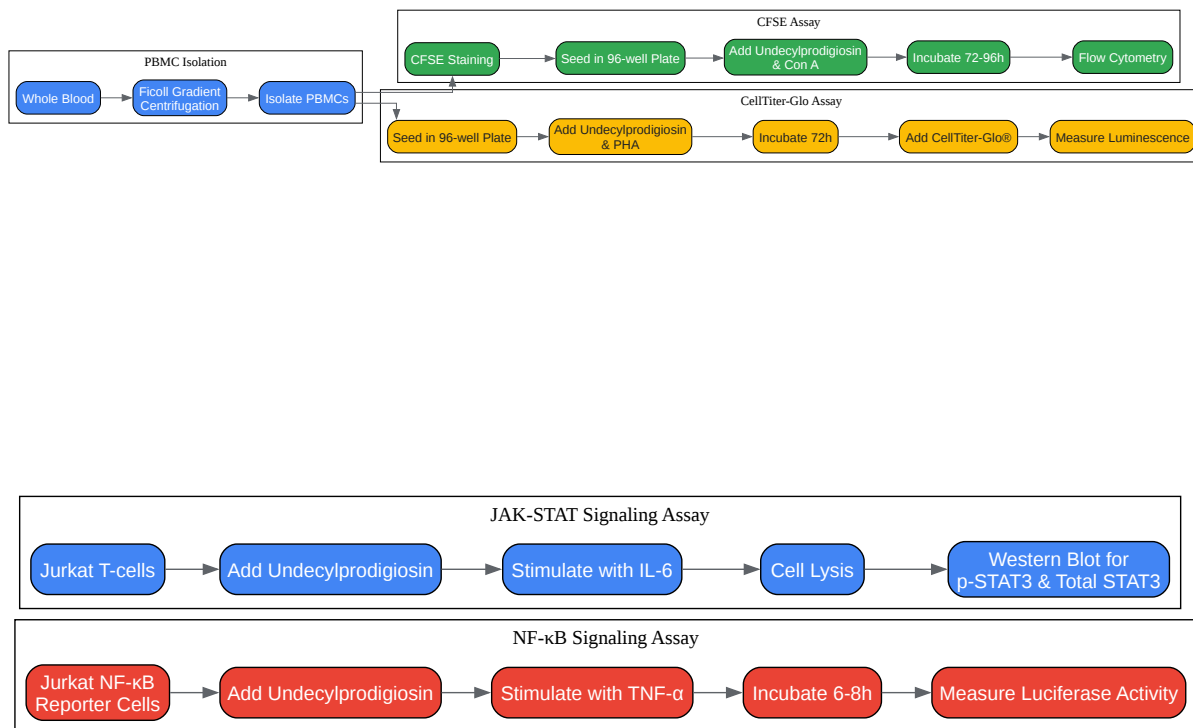 CFSE Assay
CFSE Staining
Seed in 96-well Plate
Add Undecylprodigiosin
& Con A
Incubate 72-96h
Flow Cytometry
PBMC Isolation
Whole Blood
Ficoll Gradient
Centrifugation
Isolate PBMCs
CellTiter-Glo Assay
Seed in 96-well Plate
Add Undecylprodigiosin
& PHA
Incubate 72h
Add CellTiter-Glo®
Measure Luminescence
JAK-STAT Signaling Assay
Jurkat T-cells
Add Undecylprodigiosin
Stimulate with IL-6
Cell Lysis
Western Blot for
p-STAT3 & Total STAT3
NF-κB Signaling Assay
Jurkat NF-κB
Reporter Cells
Add Undecylprodigiosin
Stimulate with TNF-α
Incubate 6-8h
Measure Luciferase Activity